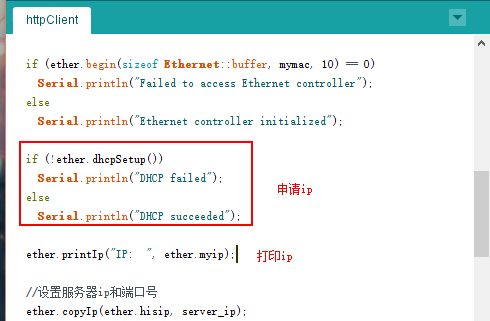 httpClient
if (ether.begin(sizeof Ethernet::buffer, mymac, 10) == 0)
Serial.println("Failed to access Ethernet controller");
else
Serial.println("Ethernet controller initialized");
if (!ether.dhcpSetup())
Serial.println("DHCP failed");
申请ip
else
Serial.println("DHCP succeeded");
ether.printIp("IP:  ", ether.myip);
打印ip
//设置服务器ip和端口号
ether.copyIp(ether.hisip, server_ip);